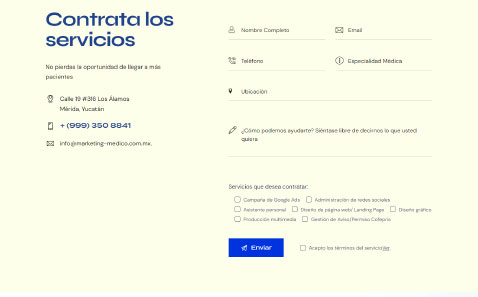 Contrata los
servicios
No pierdas la oportunidad de llegar a más
pacientes
Calle 19 #316 Los Álamos
Mérida, Yucatán
+ (999) 350 8841
info@marketing-medico.com.mx.
Nombre Completo
Email
Teléfono
Especialidad Médica
Ubicación
¿Cómo podemos ayudarte? Siéntase libre de decirnos lo que usted
quiera
Servicios que desea contratar:
Campaña de Google Ads Administración de redes sociales
Asistente personal Diseño de página web/ Landing Page Diseño gráfico
Producción multimedia Gestión de Aviso/Permiso Cofepris
Enviar
Acepto los términos del servicio Ver